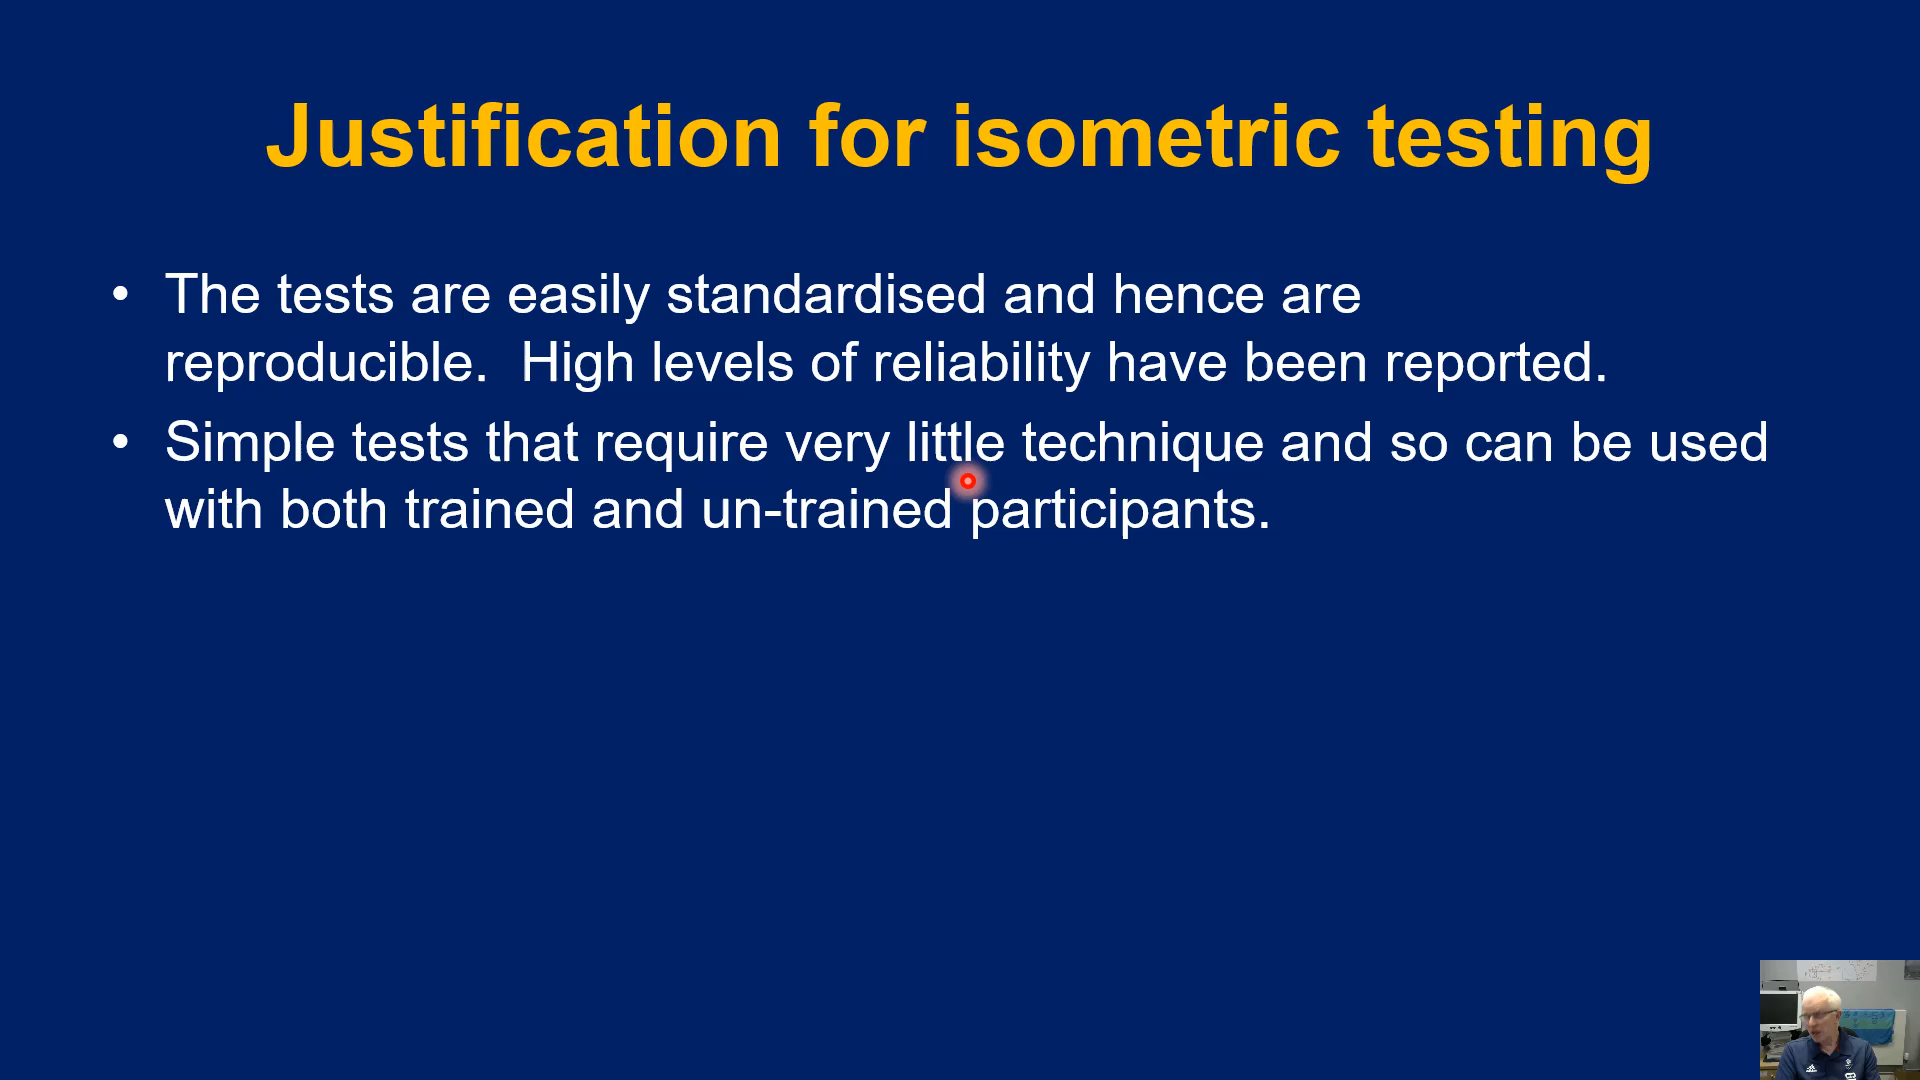 Justification for isometric testing
• The tests are easily standardised and hence are
reproducible.  High levels of reliability have been reported.
• Simple tests that require very little technique and so can be used
with both trained and un-trained participants.